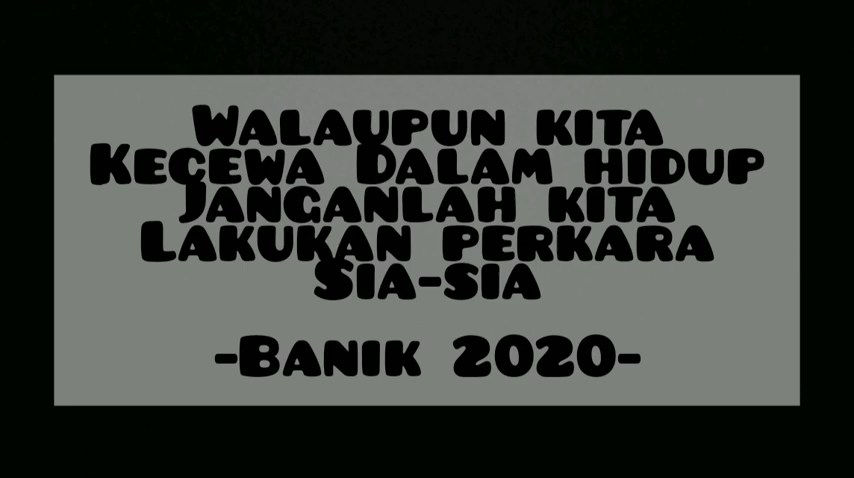 Walaupun kita
Kecewa Dalam hidup
Janganlah kita
Lakukan perkara
Sia-sia
-Banik 2020-